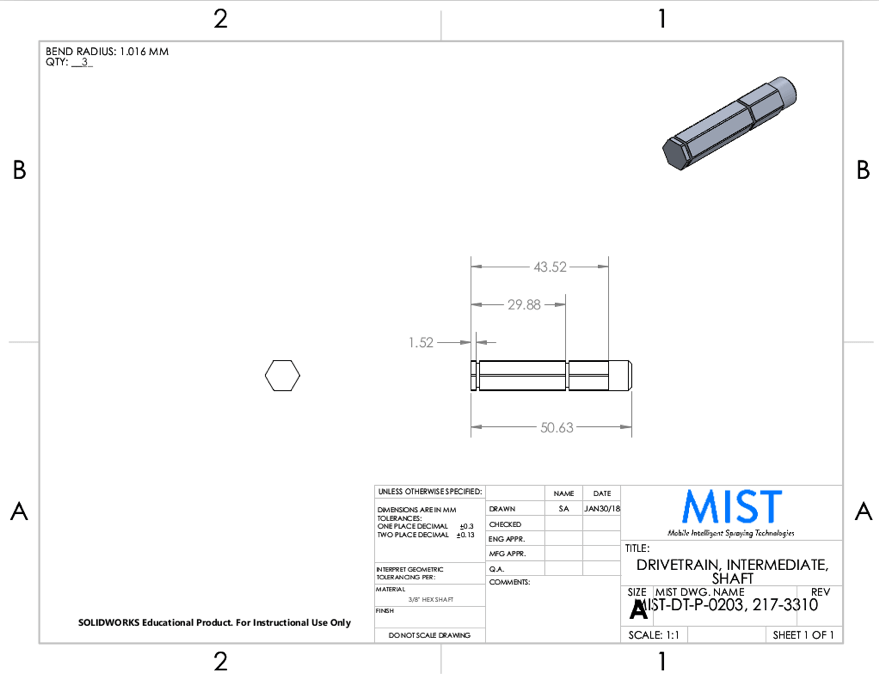 2 1
BEND RADIUS: 1.016 MM
QTY: __3_
B B
43.52
29.88
1.52
50.63
A A
UNLESS OTHERWISE SPECIFIED:
DIMENSIONS ARE IN MM
TOLERANCES:
ONE PLACE DECIMAL ±0.3
TWO PLACE DECIMAL ±0.13
INTERPRET GEOMETRIC
TOLERANCING PER:
MATERIAL
3/8" HEX SHAFT
FINISH
DO NOT SCALE DRAWING
NAME DATE
DRAWN SA JAN30/18
CHECKED
ENG APPR.
MFG APPR.
Q.A.
COMMENTS:
MIST
Mobile Intelligent Spraying Technologies
TITLE:
DRIVETRAIN, INTERMEDIATE,
SHAFT
SIZE MIST DWG. NAME REV
A MIST-DT-P-0203, 217-3310
SCALE: 1:1 SHEET 1 OF 1
SOLIDWORKS Educational Product. For Instructional Use Only
2 1